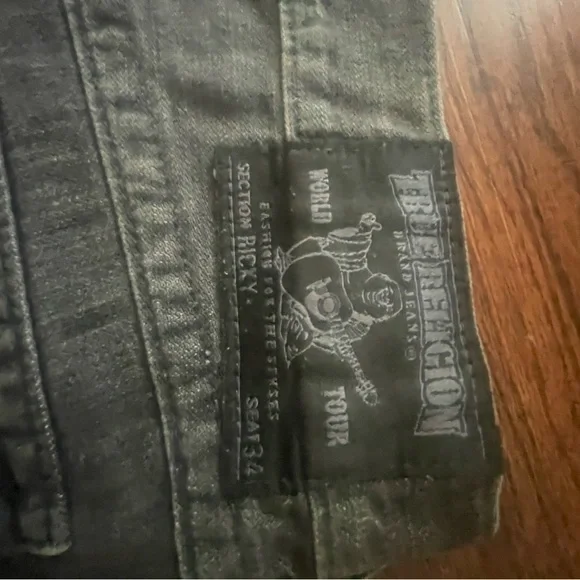 TRUE RELIGION
BRAND JEANS
WORLD TOUR
FASHION FOR THE SENSES
SECTION RICKY • SEAT 34